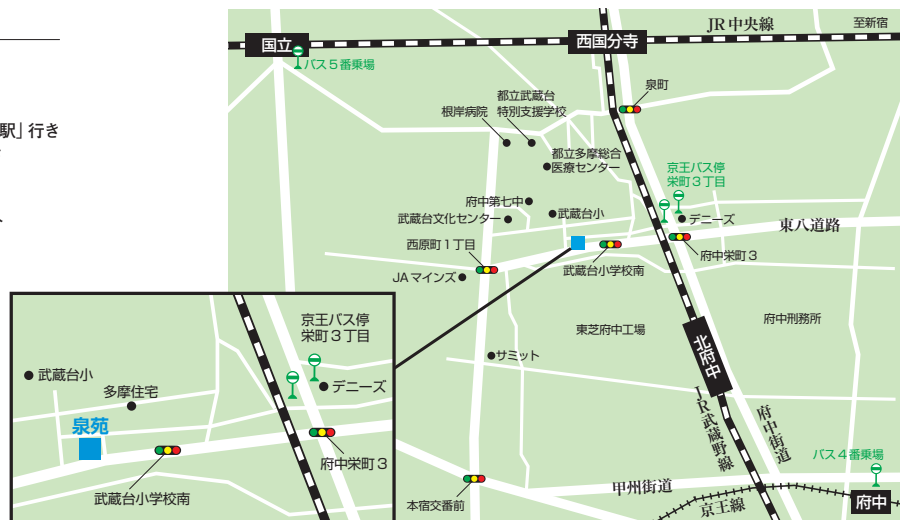 駅」行き
JR中央線
至新宿
国立
西国分寺
バス5番乗場
泉町
都立武蔵台
特別支援学校
根岸病院
都立多摩総合
医療センター
京王バス停
栄町3丁目
府中第七中
武蔵台文化センター
武蔵台小
デニーズ
東八道路
西原町1丁目
府中栄町3
武蔵台小学校南
JAマインズ
東芝府中工場
府中刑務所
北府中
サミット
JR武蔵野線
府中街道
バス4番乗場
甲州街道
本宿交番前
京王線
府中
京王バス停
栄町3丁目
武蔵台小
多摩住宅
デニーズ
泉苑
府中栄町3
武蔵台小学校南